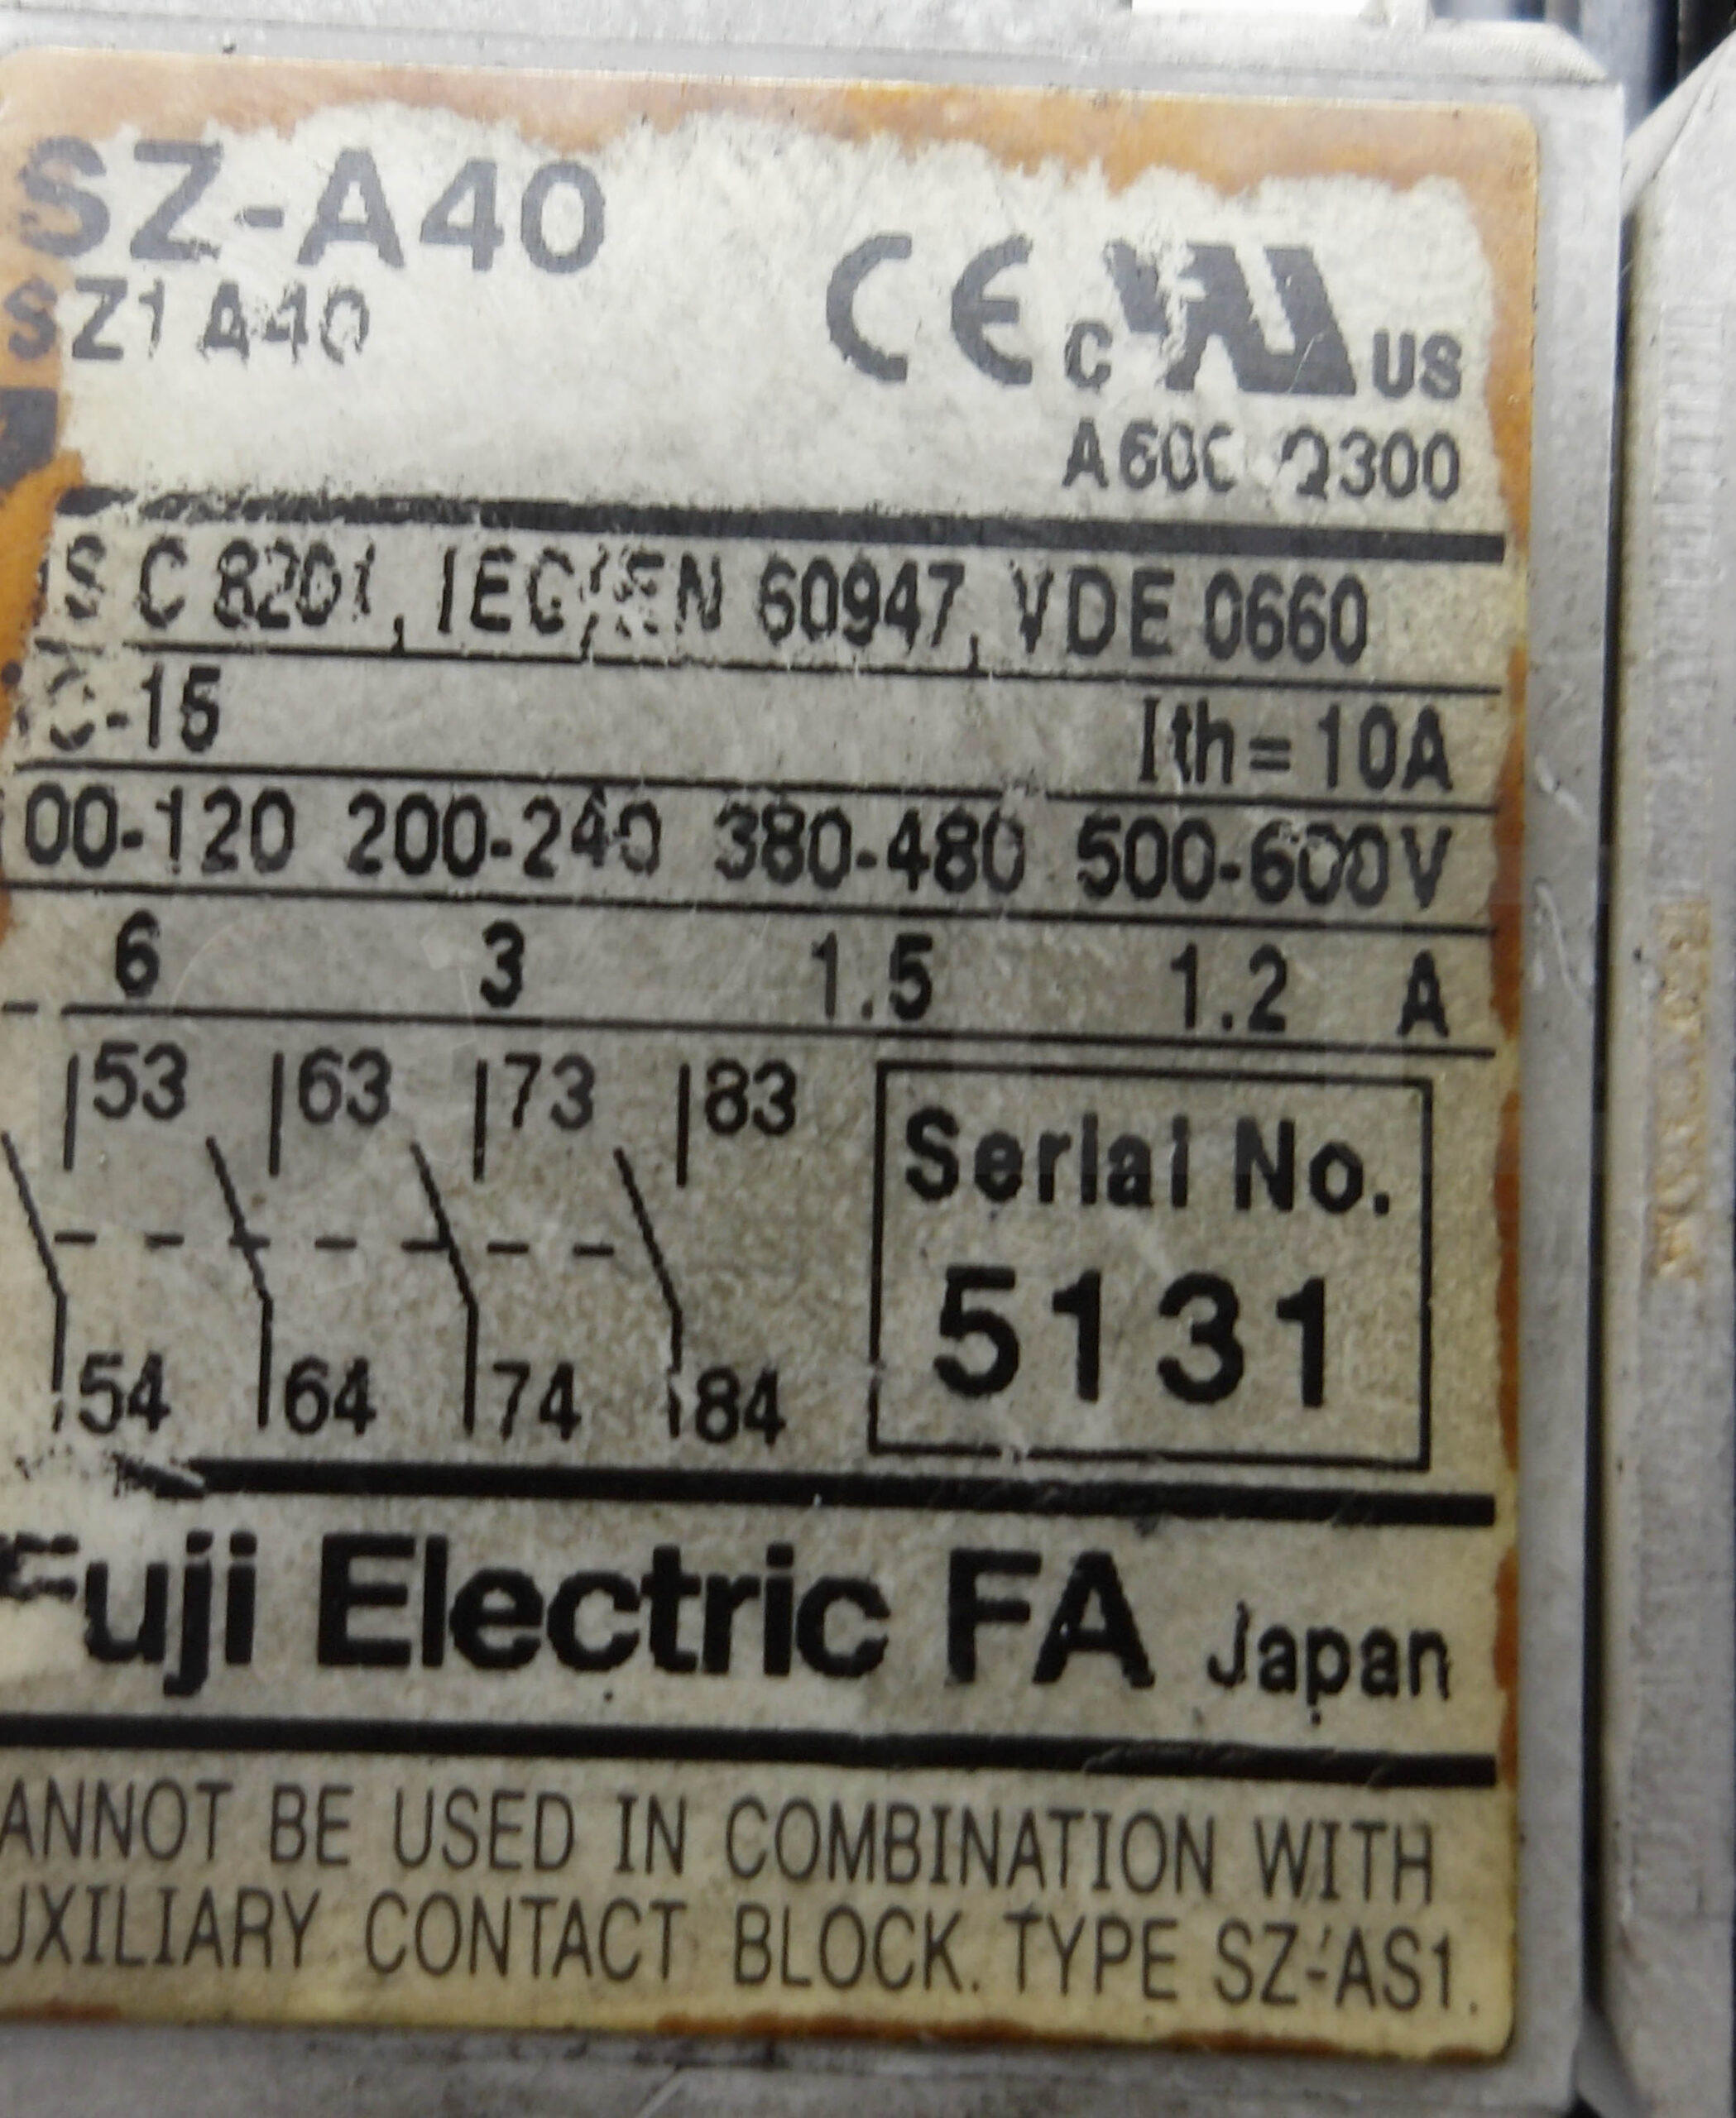 SZ-A40
SZ1A40
CE c US
A600 Q300
IS C 8201, IEC/EN 60947, VDE 0660
C-15 Ith=10A
00-120 200-240 380-480 500-600V
6 3 1.5 1.2 A
53 63 73 83
Serial No.
5131
54 64 74 84
Fuji Electric FA Japan
ANNOT BE USED IN COMBINATION WITH
UXILIARY CONTACT BLOCK. TYPE SZ-AS1.